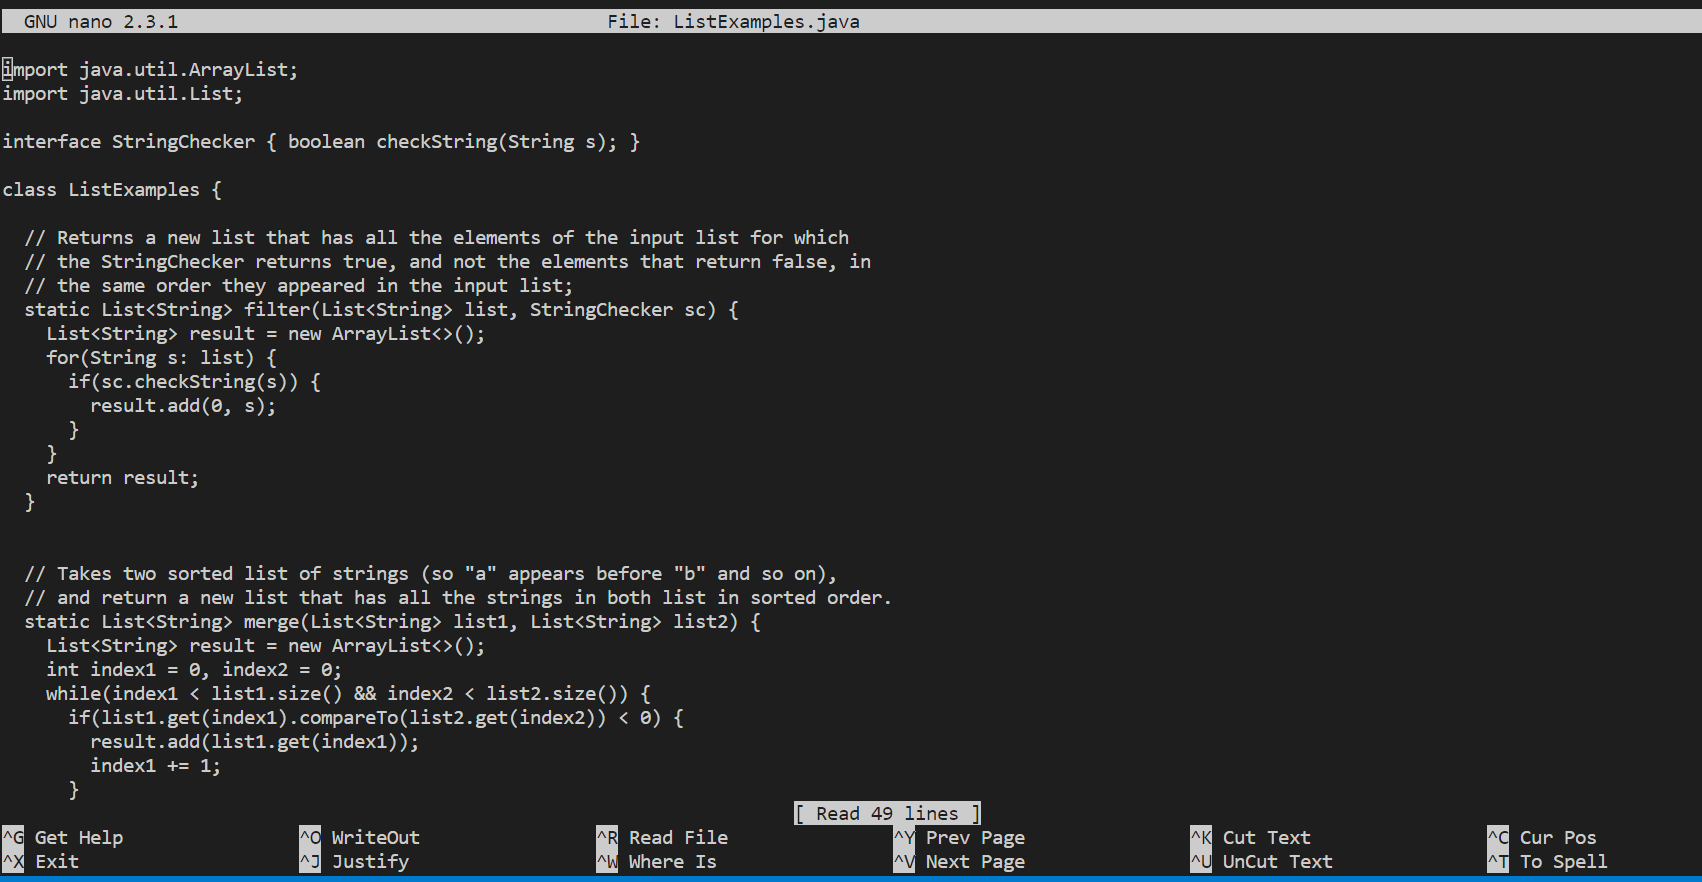 GNU nano 2.3.1 File: ListExamples.java
import java.util.ArrayList;
import java.util.List;

interface StringChecker { boolean checkString(String s); }

class ListExamples {

  // Returns a new list that has all the elements of the input list for which
  // the StringChecker returns true, and not the elements that return false, in
  // the same order they appeared in the input list;
  static List<String> filter(List<String> list, StringChecker sc) {
    List<String> result = new ArrayList<>();
    for(String s: list) {
      if(sc.checkString(s)) {
        result.add(0, s);
      }
    }
    return result;
  }


  // Takes two sorted list of strings (so "a" appears before "b" and so on),
  // and return a new list that has all the strings in both list in sorted order.
  static List<String> merge(List<String> list1, List<String> list2) {
    List<String> result = new ArrayList<>();
    int index1 = 0, index2 = 0;
    while(index1 < list1.size() && index2 < list2.size()) {
      if(list1.get(index1).compareTo(list2.get(index2)) < 0) {
        result.add(list1.get(index1));
        index1 += 1;
      }
[ Read 49 lines ]
^G Get Help ^O WriteOut ^R Read File ^Y Prev Page ^K Cut Text ^C Cur Pos
^X Exit ^J Justify ^W Where Is ^V Next Page ^U UnCut Text ^T To Spell